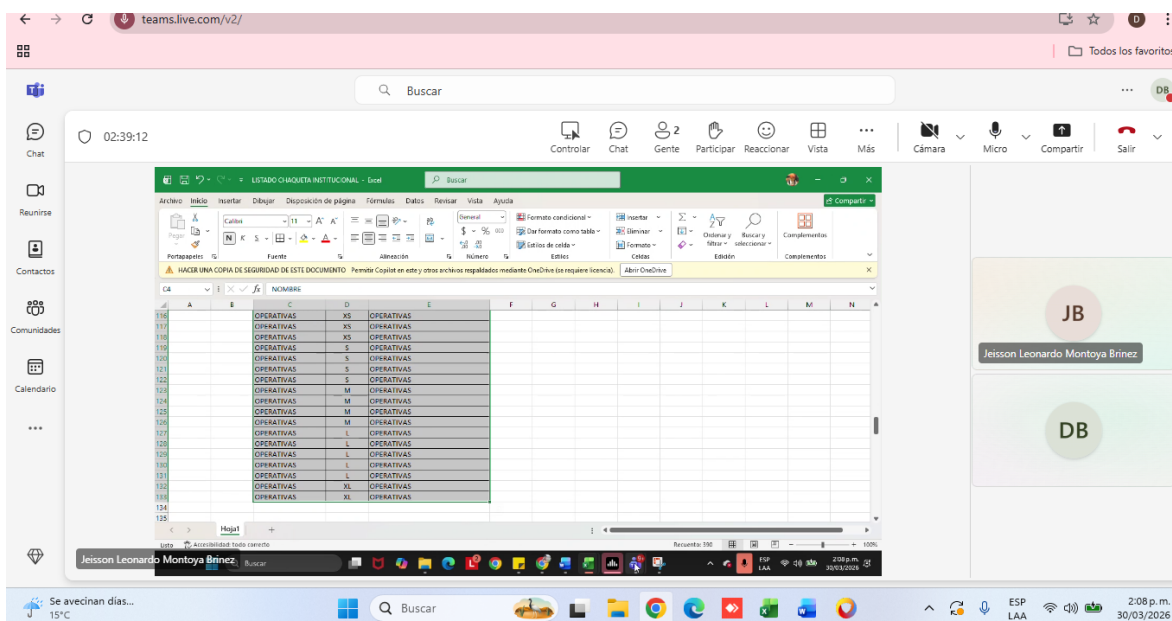 teams.live.com/v2/
D
Todos los favoritos
Buscar
DB
Chat
Reunirse
Contactos
Comunidades
Calendario
02:39:12
Controlar
Chat
Gente
2
Participar
Reaccionar
Vista
Más
Cámara
Micro
Compartir
Salir
LISTADO CHAQUETA INSTITUCIONAL - Excel
Buscar
Archivo Inicio Insertar Dibujar Disposición de página Fórmulas Datos Revisar Vista Ayuda
Compartir
Pegar
Calibri 11
N K S
General
Formato condicional
Dar formato como tabla
Estilos de celda
Insertar
Eliminar
Formato
Ordenar y filtrar
Buscar y seleccionar
Complementos
Portapapeles Fuente Alineación Número Estilos Celdas Edición Complementos
HACER UNA COPIA DE SEGURIDAD DE ESTE DOCUMENTO Permitir Copilot en este y otros archivos respaldados mediante OneDrive (se requiere licencia). Abrir OneDrive
C4 fx NOMBRE
A B C D E F G H I J K L M N
116 OPERATIVAS XS OPERATIVAS
117 OPERATIVAS XS OPERATIVAS
118 OPERATIVAS XS OPERATIVAS
119 OPERATIVAS S OPERATIVAS
120 OPERATIVAS S OPERATIVAS
121 OPERATIVAS S OPERATIVAS
122 OPERATIVAS S OPERATIVAS
123 OPERATIVAS M OPERATIVAS
124 OPERATIVAS M OPERATIVAS
125 OPERATIVAS M OPERATIVAS
126 OPERATIVAS M OPERATIVAS
127 OPERATIVAS L OPERATIVAS
128 OPERATIVAS L OPERATIVAS
129 OPERATIVAS L OPERATIVAS
130 OPERATIVAS L OPERATIVAS
131 OPERATIVAS L OPERATIVAS
132 OPERATIVAS XL OPERATIVAS
133 OPERATIVAS XL OPERATIVAS
134
135
Hoja1
Listo Accesibilidad: todo correcto Recuento: 390 100%
Jeisson Leonardo Montoya Brinez
Buscar
ESP
LAA
2:08 p.m.
30/03/2026
JB
Jeisson Leonardo Montoya Brinez
DB
Se avecinan días...
15°C
Buscar
ESP
LAA
2:08 p.m.
30/03/2026